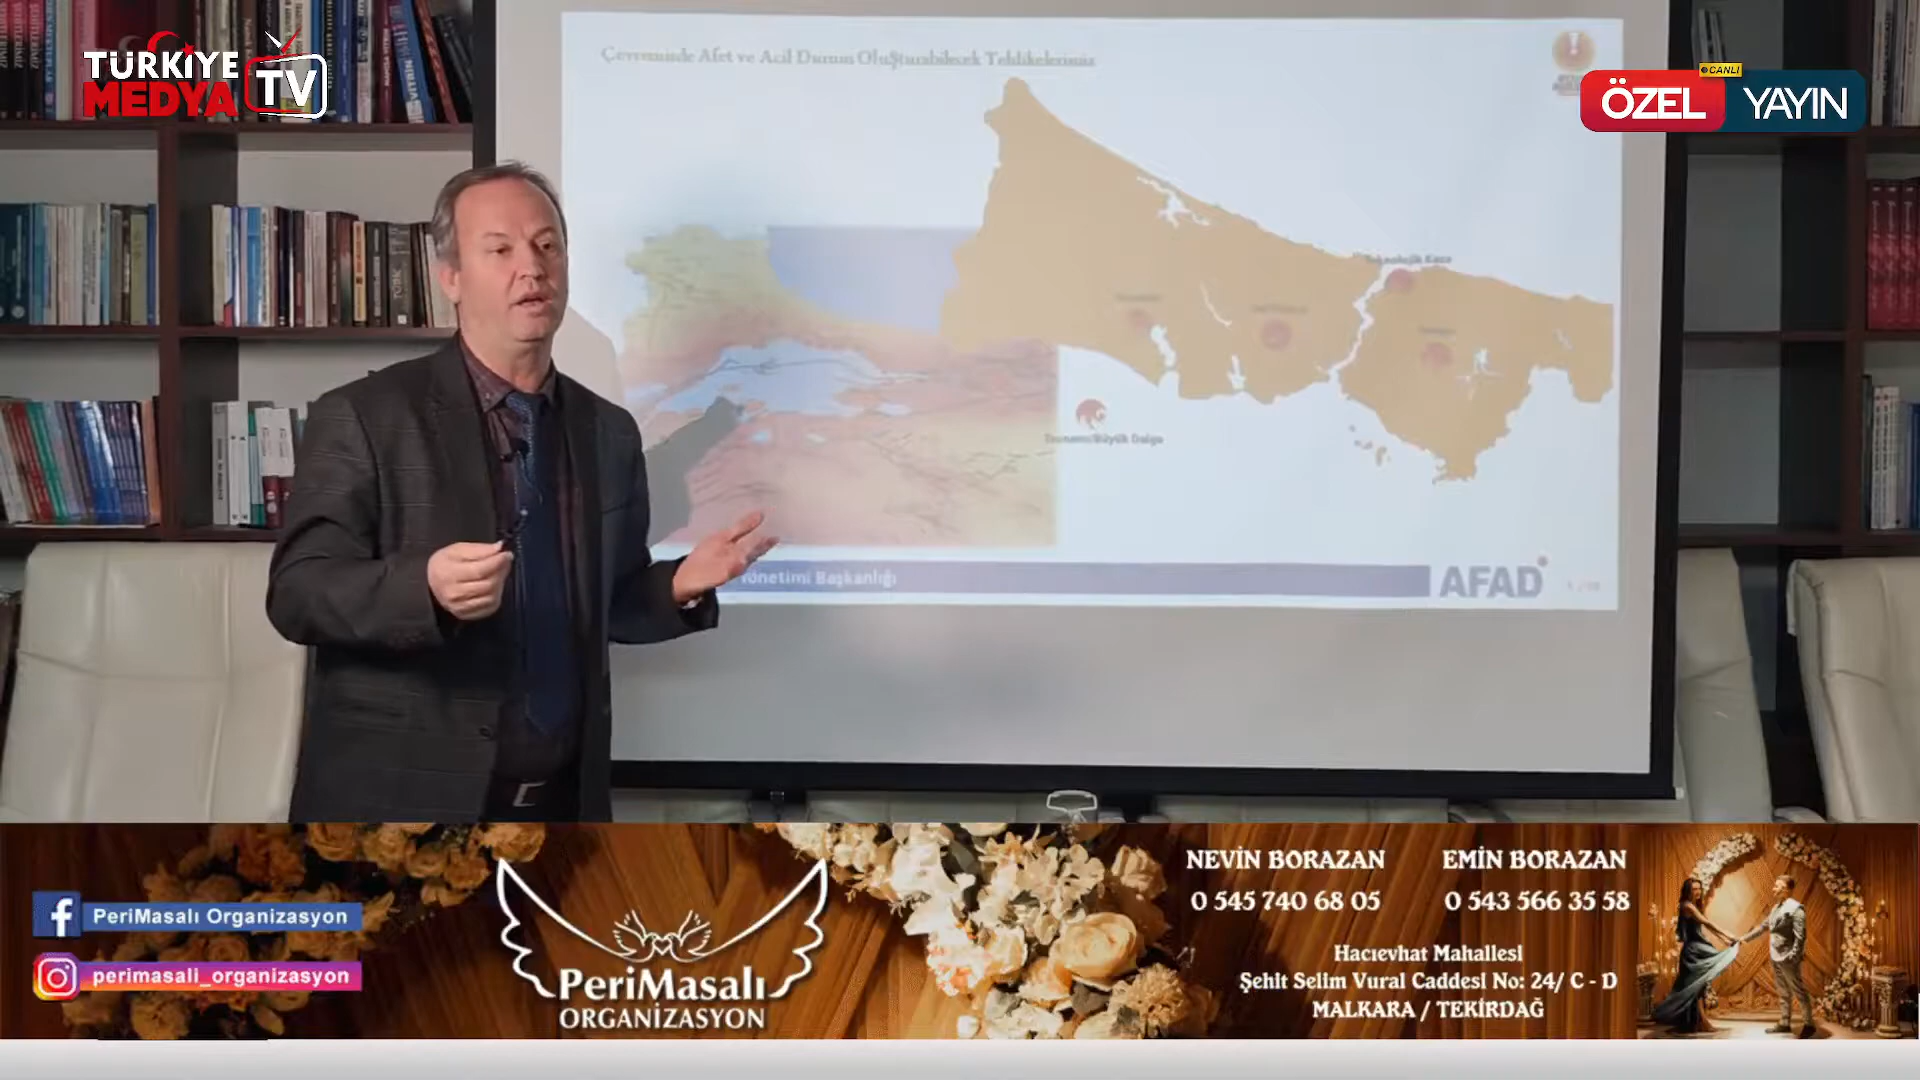 TÜRKİYE
MEDYA TV
CANLI
ÖZEL YAYIN
Çevremizde Afet ve Acil Durum Oluşturabilecek Tehlikelerimiz
Teknolojik Kaza
Tsunami/Büyük Dalga
Yönetimi Başkanlığı
AFAD
PeriMasalı Organizasyon
perimasali_organizasyon
PeriMasalı
ORGANİZASYON
NEVİN BORAZAN
0 545 740 68 05
EMİN BORAZAN
0 543 566 35 58
Hacıevhat Mahallesi
Şehit Selim Vural Caddesi No: 24/ C - D
MALKARA / TEKİRDAĞ